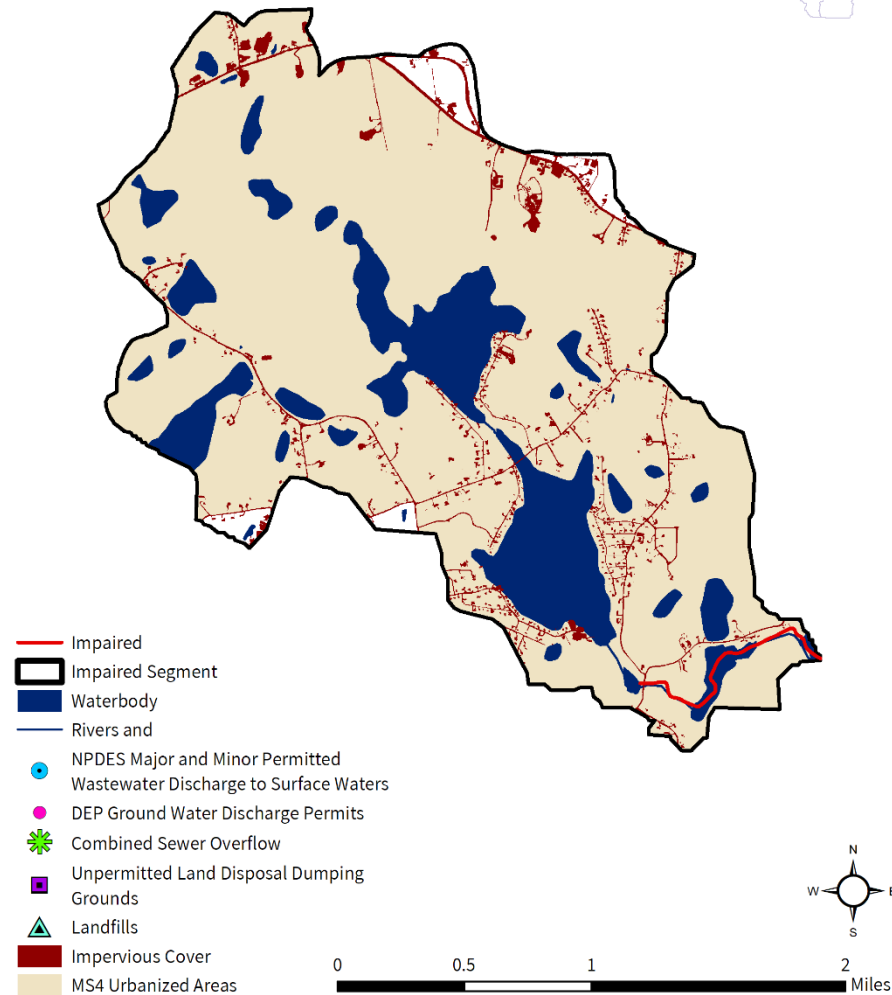 Impaired
Impaired Segment
Waterbody
Rivers and
NPDES Major and Minor Permitted
Wastewater Discharge to Surface Waters
DEP Ground Water Discharge Permits
Combined Sewer Overflow
Unpermitted Land Disposal Dumping
Grounds
Landfills
Impervious Cover
MS4 Urbanized Areas
N
W E
S
0 0.5 1 2
Miles